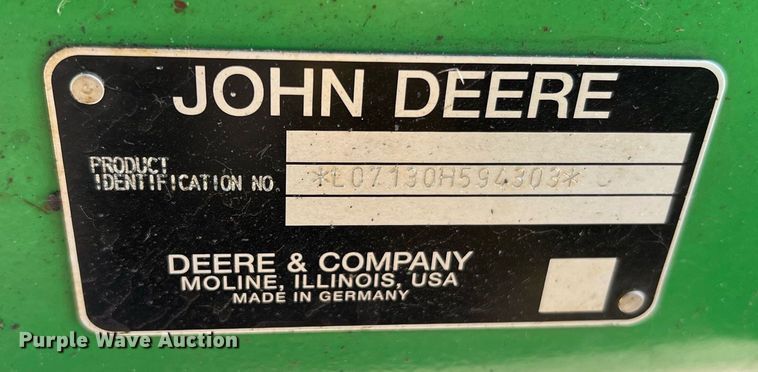 JOHN DEERE
PRODUCT
IDENTIFICATION NO.
*L07130H594303*
DEERE & COMPANY
MOLINE, ILLINOIS, USA
MADE IN GERMANY
Purple Wave Auction